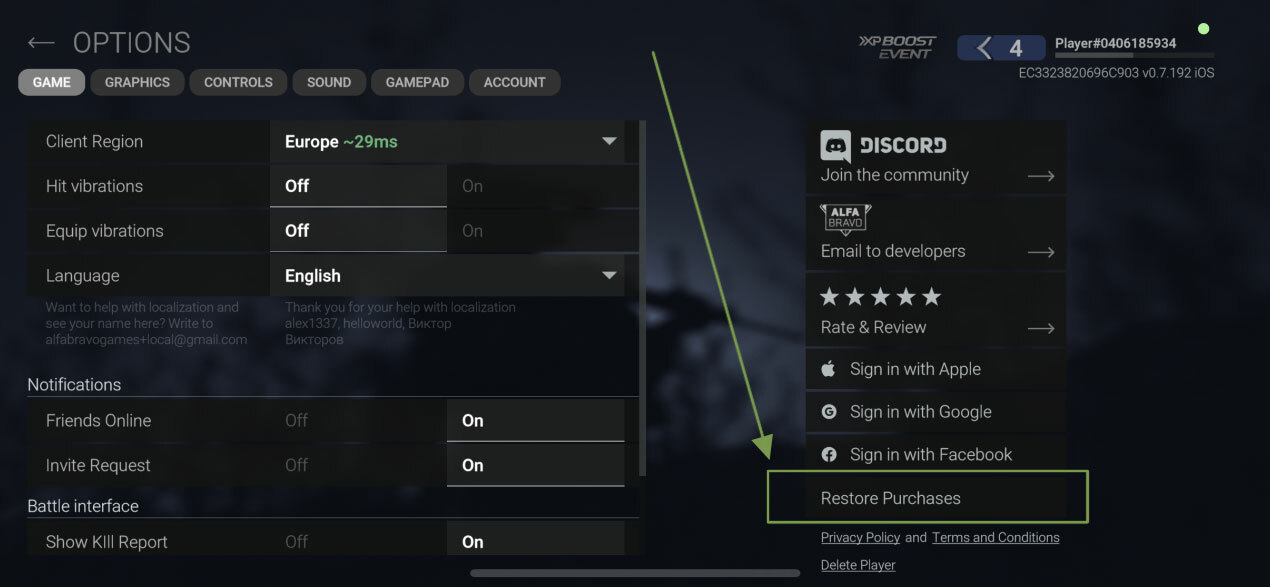 OPTIONS
XP BOOST
EVENT
4
Player#0406185934
EC3323820696C903 v0.7.192 iOS
GAME
GRAPHICS
CONTROLS
SOUND
GAMEPAD
ACCOUNT
Client Region
Europe ~29ms
Hit vibrations
Off
On
Equip vibrations
Off
On
Language
English
Want to help with localization and
see your name here? Write to
alfabravogames+local@gmail.com
Thank you for your help with localization
alex1337, helloworld, Виктор
Викторов
Notifications
Friends Online
Off
On
Invite Request
Off
On
Battle interface
Show KIll Report
Off
On
DISCORD
Join the community
ALFA
BRAVO
Email to developers
Rate & Review
Sign in with Apple
Sign in with Google
Sign in with Facebook
Restore Purchases
Privacy Policy and Terms and Conditions
Delete Player